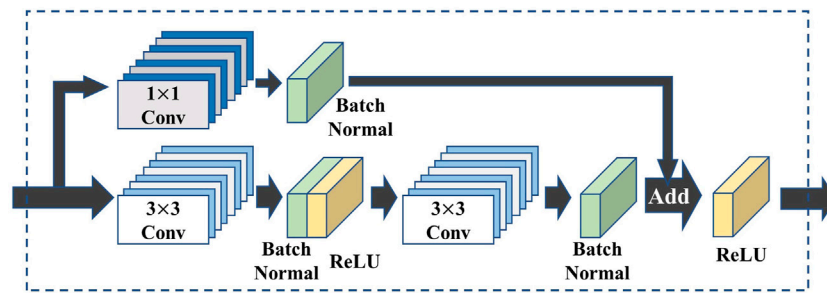 1×1
Conv
Batch
Normal
3×3
Conv
Batch
Normal
ReLU
3×3
Conv
Batch
Normal
Add
ReLU